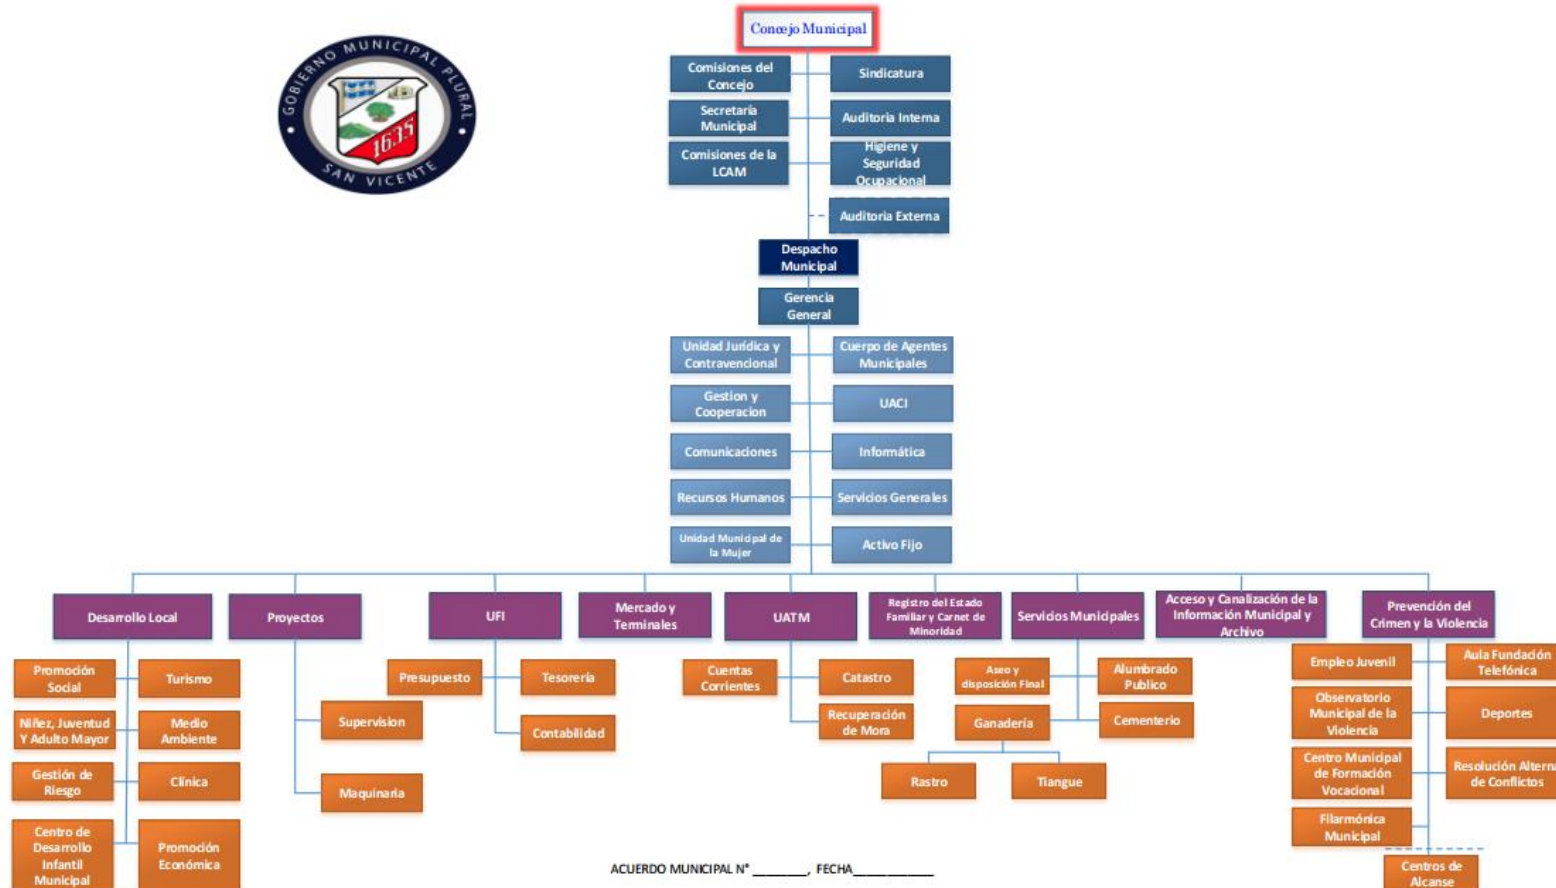 Concejo Municipal
GOBIERNO MUNICIPAL PLURAL
1635
SAN VICENTE
Comisiones del
Concejo
Sindicatura
Secretaría
Municipal
Auditoria Interna
Comisiones de la
LCAM
Higiene y
Seguridad
Ocupacional
Auditoria Externa
Despacho
Municipal
Gerencia
General
Unidad Jurídica y
Contravencional
Cuerpo de Agentes
Municipales
Gestion y
Cooperacion
UACI
Comunicaciones
Informática
Recursos Humanos
Servicios Generales
Unidad Municipal de
la Mujer
Activo Fijo
Desarrollo Local
Proyectos
UFI
Mercado y
Terminales
UATM
Registro del Estado
Familiar y Carnet de
Minoridad
Servicios Municipales
Acceso y Canalización de la
Información Municipal y
Archivo
Prevención del
Crimen y la Violencia
Promoción
Social
Turismo
Niñez, Juventud
Y Adulto Mayor
Medio
Ambiente
Gestión de
Riesgo
Clínica
Centro de
Desarrollo
Infantil
Municipal
Promoción
Económica
Supervision
Maquinaria
Presupuesto
Tesorería
Contabilidad
Cuentas
Corrientes
Catastro
Recuperación
de Mora
Aseo y
disposición Final
Alumbrado
Publico
Ganadería
Cementerio
Rastro
Tiangue
Empleo Juvenil
Aula Fundación
Telefónica
Observatorio
Municipal de la
Violencia
Deportes
Centro Municipal
de Formación
Vocacional
Resolución Alterna
de Conflictos
Filarmónica
Municipal
Centros de
Alcanse
ACUERDO MUNICIPAL N° ________, FECHA____________